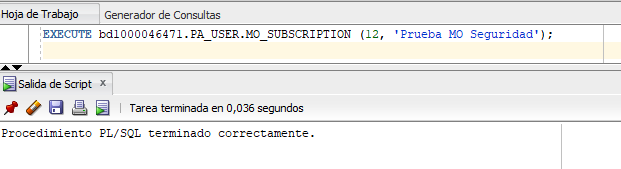 Hoja de Trabajo Generador de Consultas
EXECUTE bd1000046471.PA_USER.MO_SUBSCRIPTION (12, 'Prueba MO Seguridad');
Salida de Script x
Tarea terminada en 0,036 segundos
Procedimiento PL/SQL terminado correctamente.